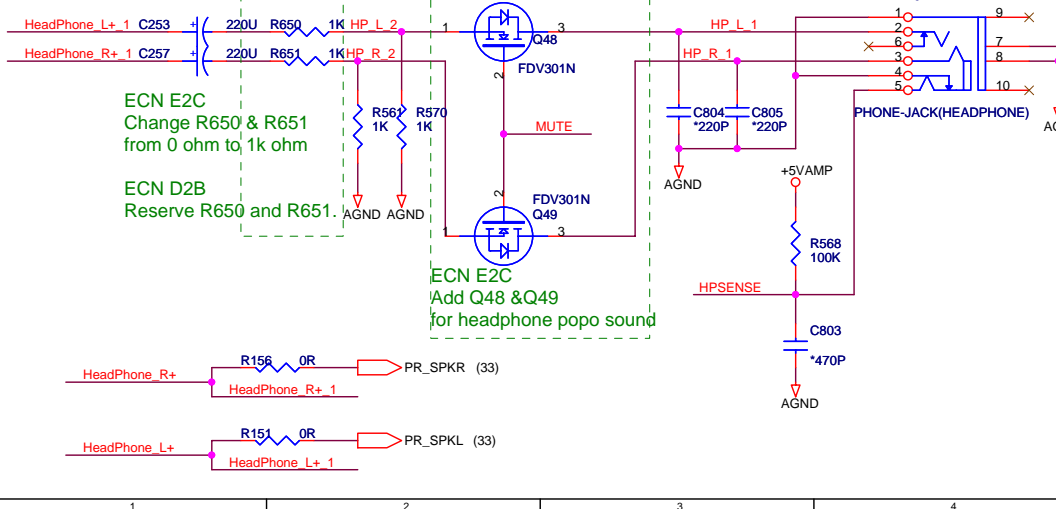 HeadPhone_L+_1 C253 220U R650 1K HP_L_2 1 3 HP_L_1 1 9
Q48 2
HeadPhone_R+_1 C257 220U R651 1K HP_R_2 FDV301N HP_R_1 6 7
3 8
2 4
ECN E2C 5 10
Change R650 & R651 R561 R570 C804 C805 PHONE-JACK(HEADPHONE)
from 0 ohm to 1k ohm 1K 1K MUTE *220P *220P
AGND
+5VAMP
ECN D2B 2 FDV301N
Reserve R650 and R651. AGND AGND Q49
1 3 R568
100K
ECN E2C
Add Q48 &Q49 HPSENSE
for headphone popo sound
C803
*470P
R156 0R PR_SPKR (33)
HeadPhone_R+
HeadPhone_R+_1
AGND
R151 0R PR_SPKL (33)
HeadPhone_L+
HeadPhone_L+_1
1 2 3 4